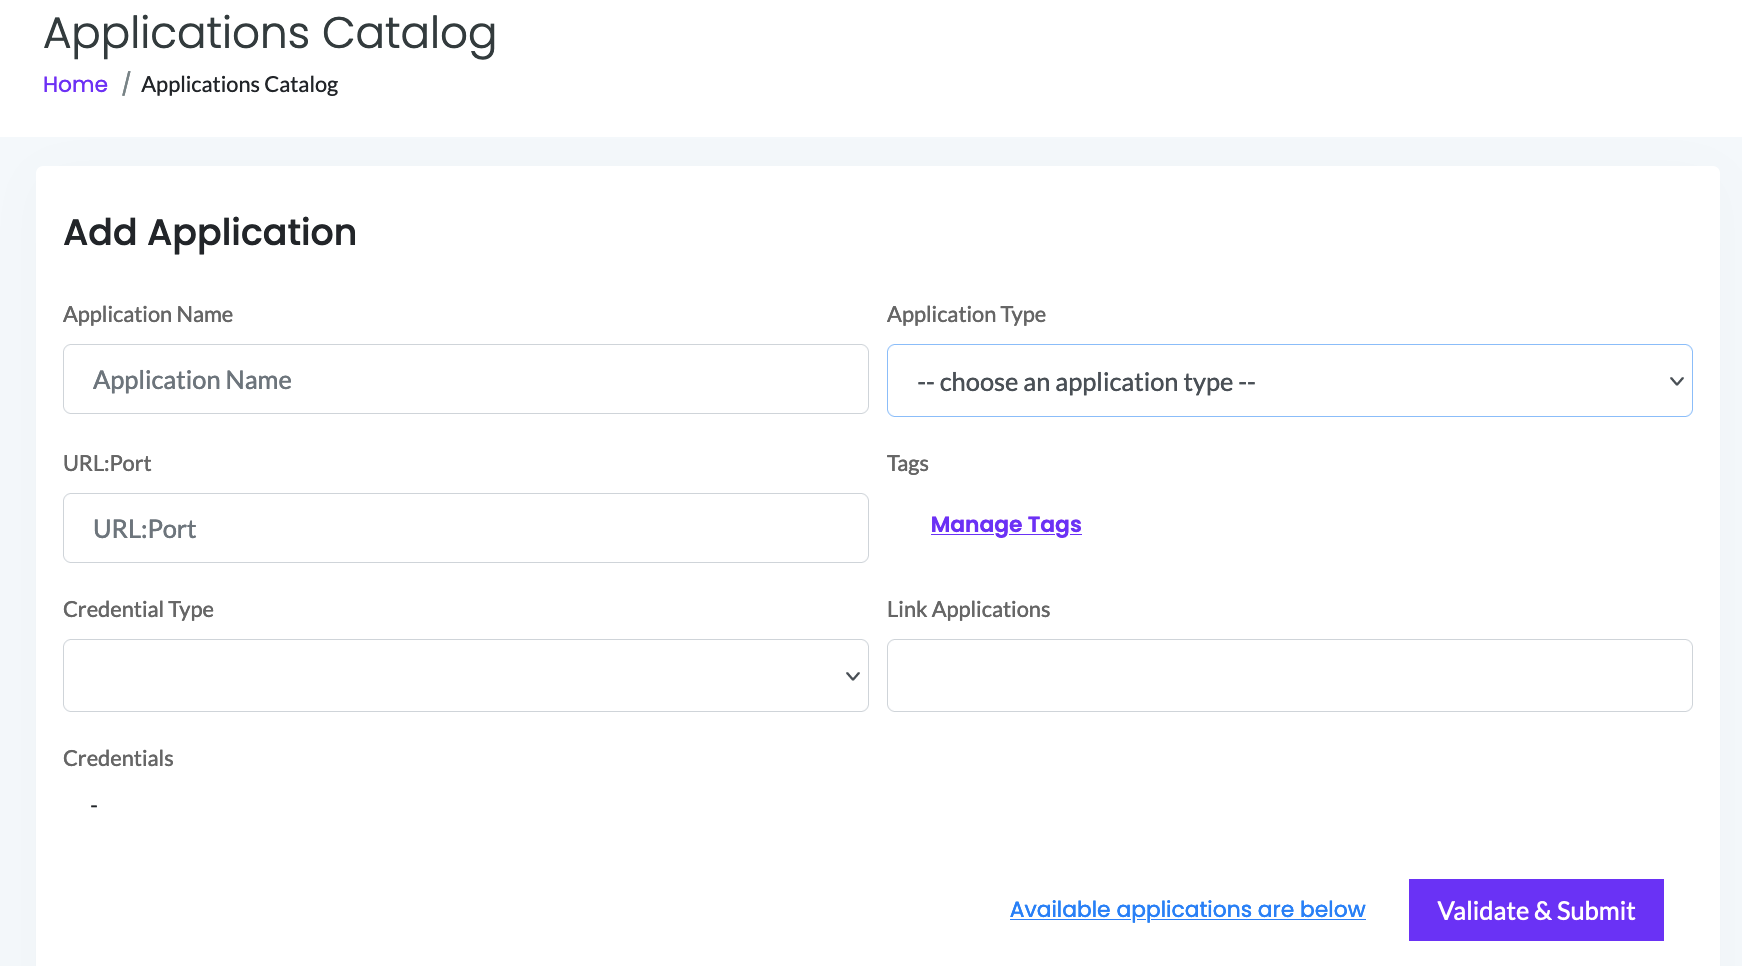 Applications Catalog
Home / Applications Catalog
Add Application
Application Name
Application Type
Application Name
-- choose an application type --
URL:Port
Tags
URL:Port
Manage Tags
Credential Type
Link Applications
Credentials
-
Available applications are below
Validate & Submit